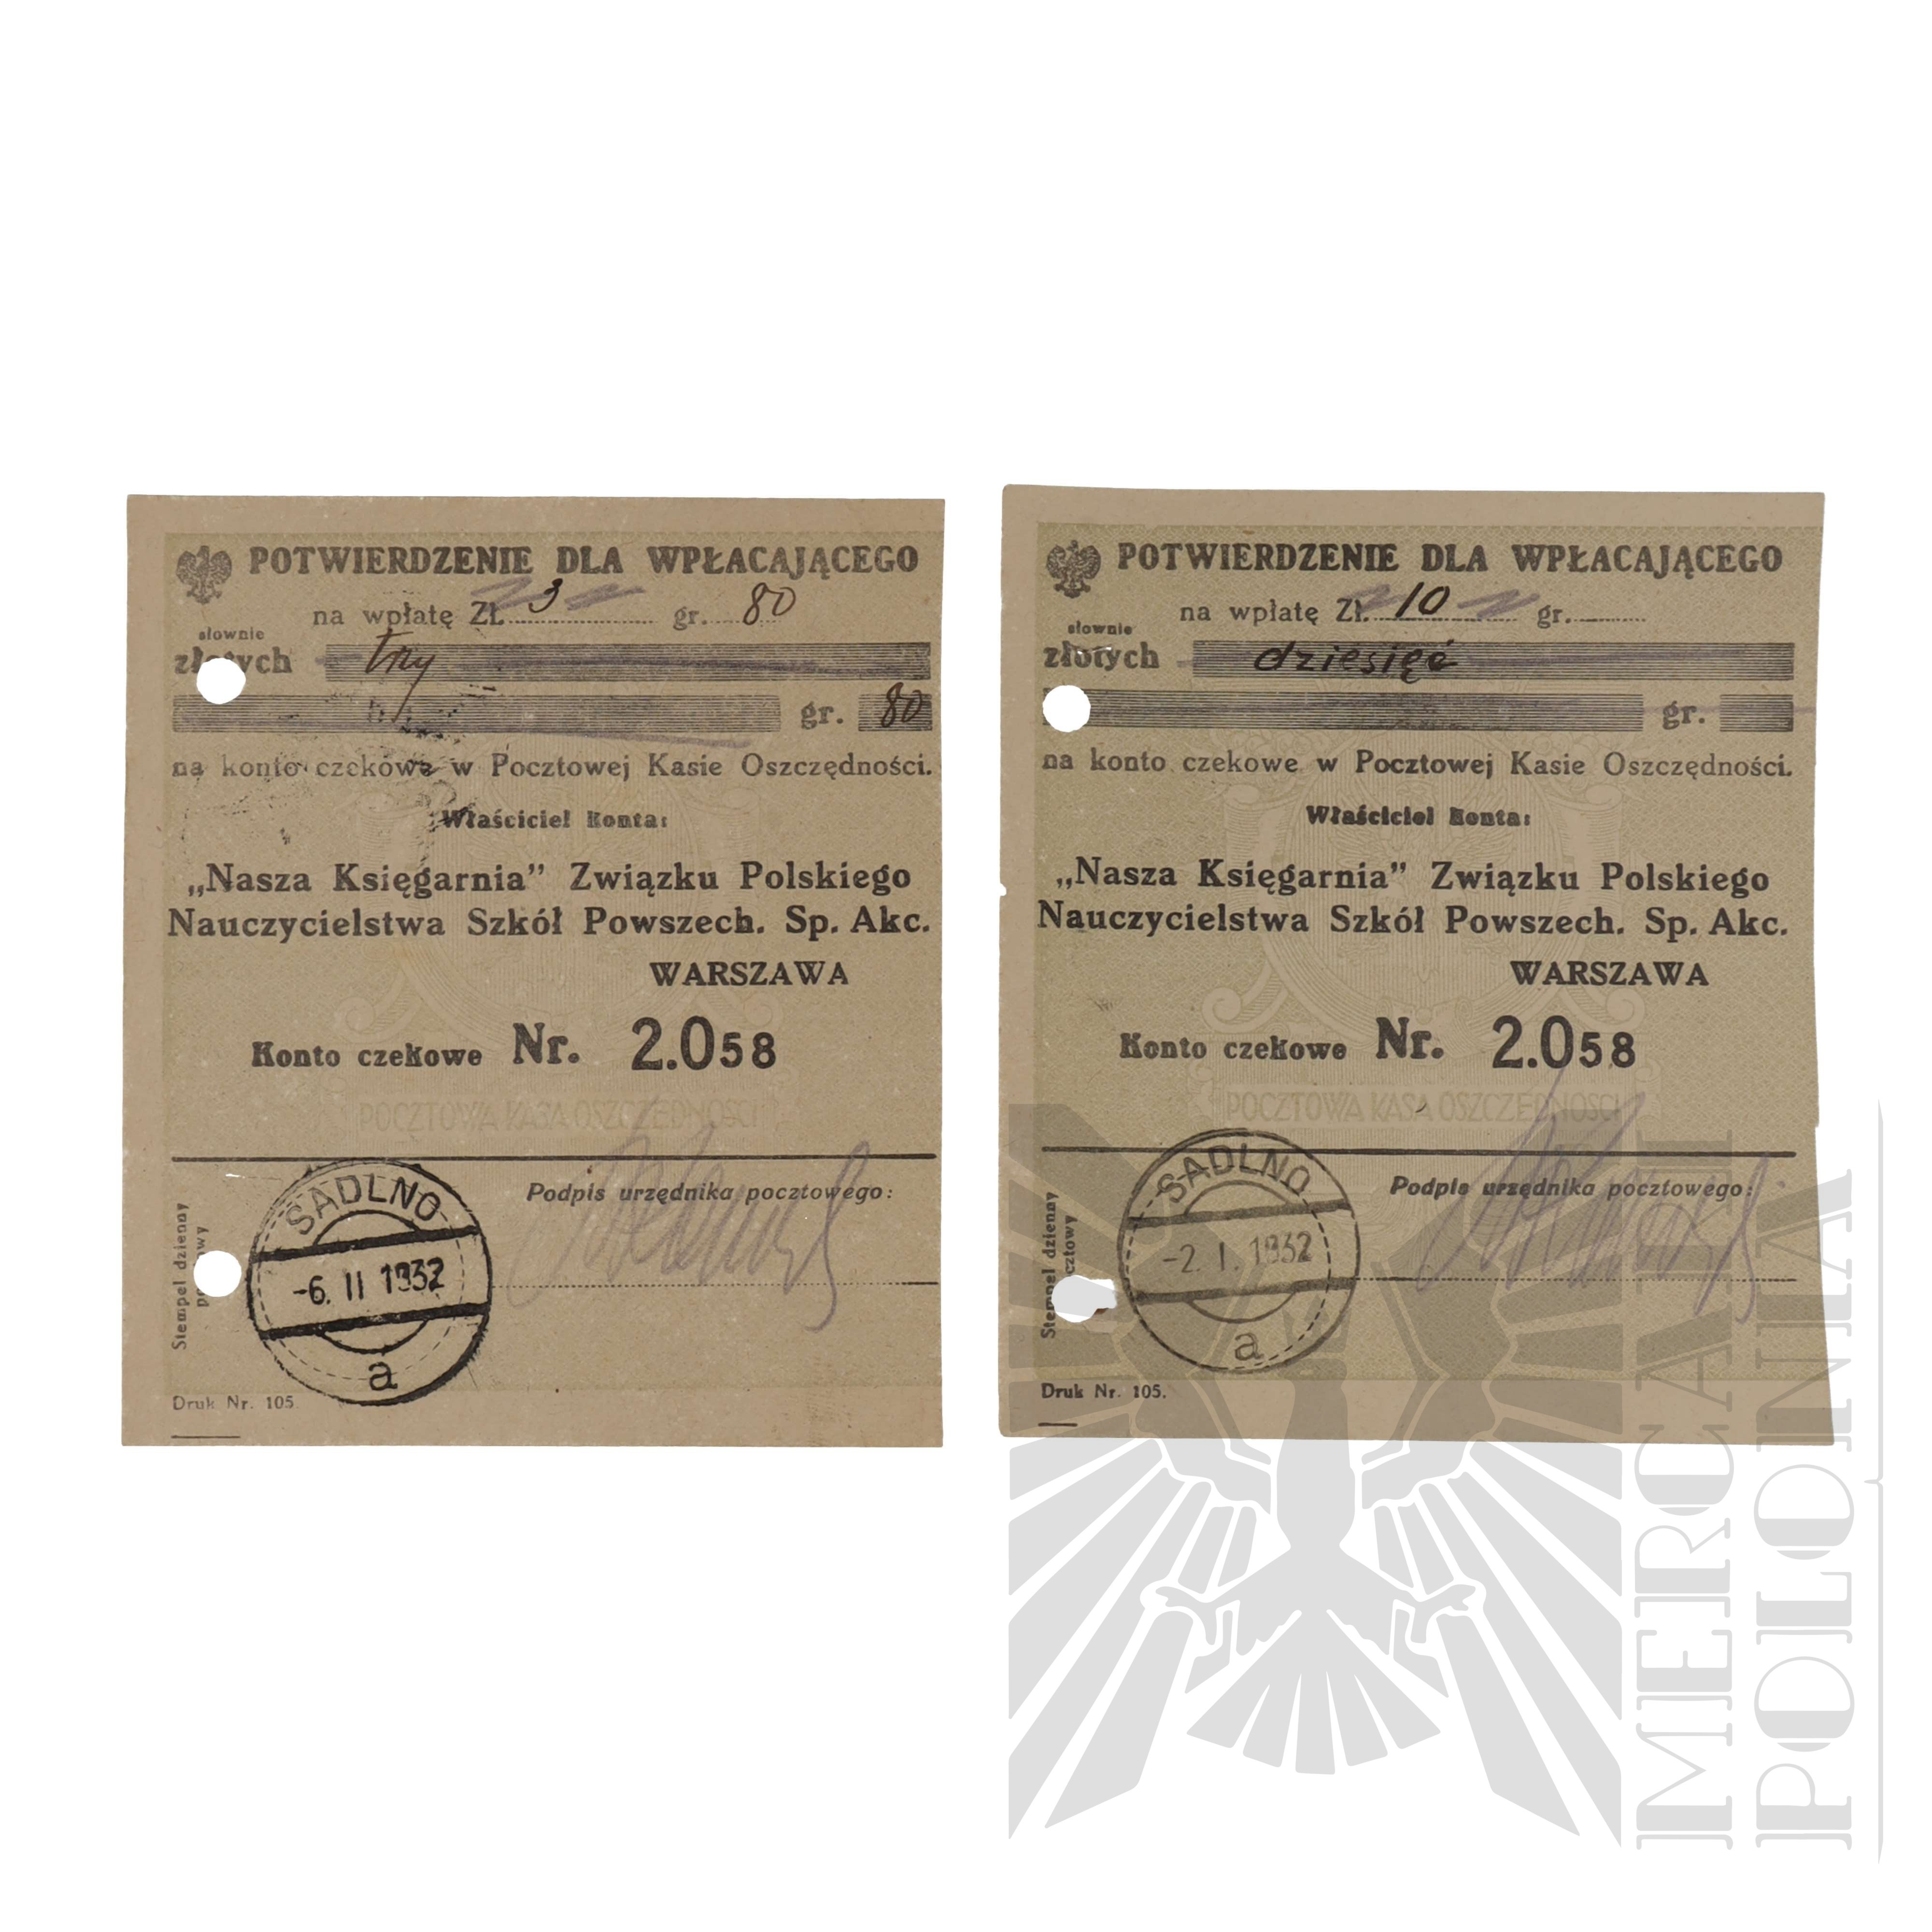 POTWIERDZENIE DLA WPŁACAJĄCEGO
na wpłatę Zł. 3 gr. 80
słownie
złotych trzy
gr. 80
na konto czekowe w Pocztowej Kasie Oszczędności.
Właściciel Konta:
„Nasza Księgarnia” Związku Polskiego
Nauczycielstwa Szkół Powszech. Sp. Akc.
WARSZAWA
Konto czekowe Nr. 2.058
POCZTOWA KASA OSZCZĘDNOŚCI
Podpis urzędnika pocztowego:
Stempel dzienny
SADLNO
-6. II 1932
a
Druk Nr. 105
POTWIERDZENIE DLA WPŁACAJĄCEGO
na wpłatę Zł. 10 gr.
słownie
złotych dziesięć
gr.
na konto czekowe w Pocztowej Kasie Oszczędności.
Właściciel Konta:
„Nasza Księgarnia” Związku Polskiego
Nauczycielstwa Szkół Powszech. Sp. Akc.
WARSZAWA
Konto czekowe Nr. 2.058
POCZTOWA KASA OSZCZĘDNOŚCI
Podpis urzędnika pocztowego:
Stempel dzienny
SADLNO
-2. I. 1932
a
Druk Nr. 105.
MERCARI
POLONIA